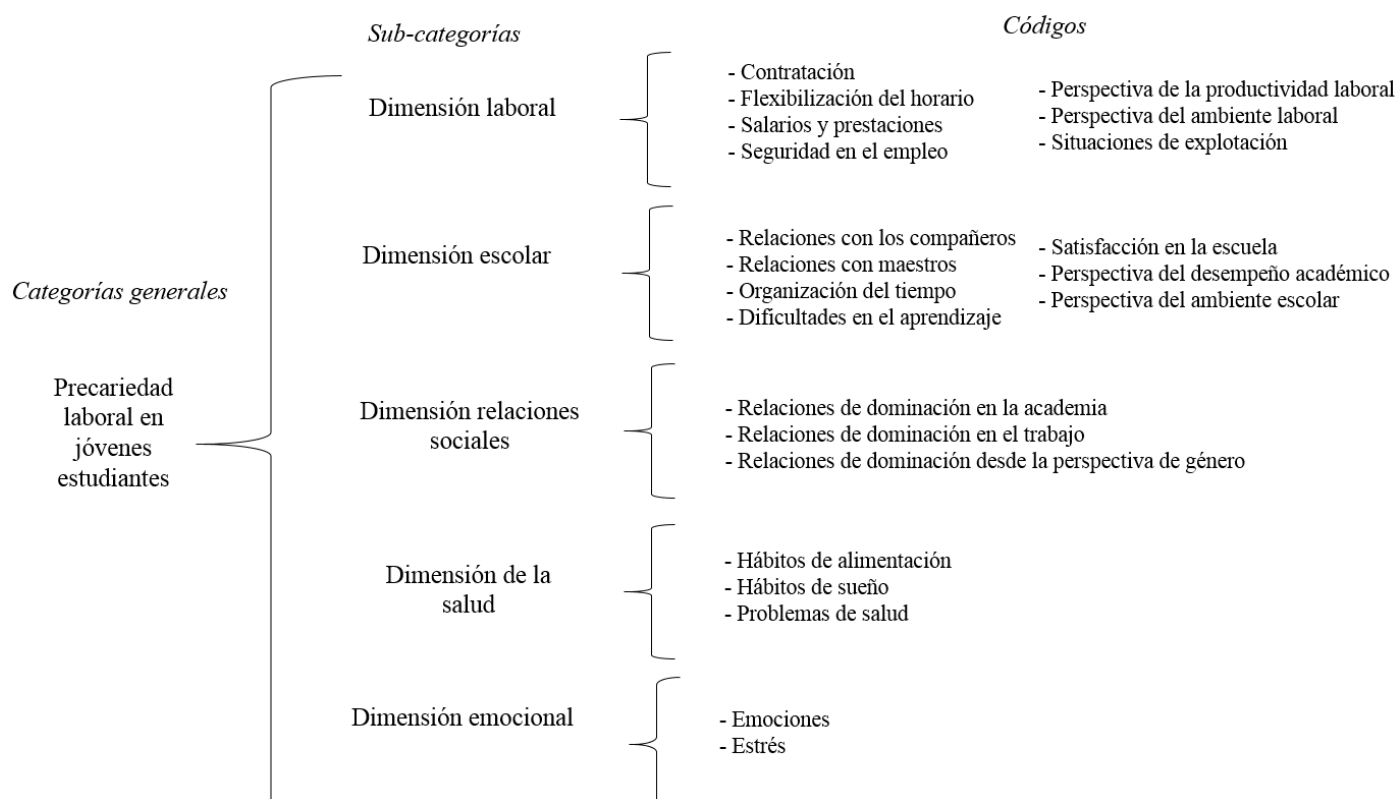 Sub-categorías
Códigos
Categorías generales
Precariedad
laboral en
jóvenes
estudiantes
Dimensión laboral
- Contratación
- Flexibilización del horario
- Salarios y prestaciones
- Seguridad en el empleo
- Perspectiva de la productividad laboral
- Perspectiva del ambiente laboral
- Situaciones de explotación
Dimensión escolar
- Relaciones con los compañeros
- Relaciones con maestros
- Organización del tiempo
- Dificultades en el aprendizaje
- Satisfacción en la escuela
- Perspectiva del desempeño académico
- Perspectiva del ambiente escolar
Dimensión relaciones
sociales
- Relaciones de dominación en la academia
- Relaciones de dominación en el trabajo
- Relaciones de dominación desde la perspectiva de género
Dimensión de la
salud
- Hábitos de alimentación
- Hábitos de sueño
- Problemas de salud
Dimensión emocional
- Emociones
- Estrés